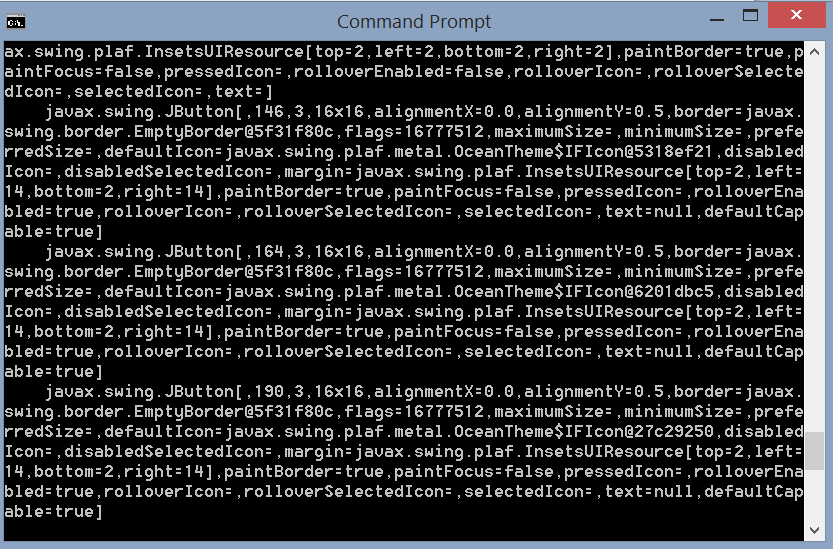 Command Prompt
ax.swing.plaf.InsetsUIResource[top=2,left=2,bottom=2,right=2],paintBorder=true,p
aintFocus=false,pressedIcon=,rolloverEnabled=false,rolloverIcon=,rolloverSelecte
dIcon=,selectedIcon=,text=]
    javax.swing.JButton[,146,3,16x16,alignmentX=0.0,alignmentY=0.5,border=javax.
swing.border.EmptyBorder@5f31f80c,flags=16777512,maximumSize=,minimumSize=,prefe
rredSize=,defaultIcon=javax.swing.plaf.metal.OceanTheme$IFIcon@5318ef21,disabled
Icon=,disabledSelectedIcon=,margin=javax.swing.plaf.InsetsUIResource[top=2,left=
14,bottom=2,right=14],paintBorder=true,paintFocus=false,pressedIcon=,rolloverEna
bled=true,rolloverIcon=,rolloverSelectedIcon=,selectedIcon=,text=null,defaultCap
able=true]
    javax.swing.JButton[,164,3,16x16,alignmentX=0.0,alignmentY=0.5,border=javax.
swing.border.EmptyBorder@5f31f80c,flags=16777512,maximumSize=,minimumSize=,prefe
rredSize=,defaultIcon=javax.swing.plaf.metal.OceanTheme$IFIcon@6201dbc5,disabled
Icon=,disabledSelectedIcon=,margin=javax.swing.plaf.InsetsUIResource[top=2,left=
14,bottom=2,right=14],paintBorder=true,paintFocus=false,pressedIcon=,rolloverEna
bled=true,rolloverIcon=,rolloverSelectedIcon=,selectedIcon=,text=null,defaultCap
able=true]
    javax.swing.JButton[,190,3,16x16,alignmentX=0.0,alignmentY=0.5,border=javax.
swing.border.EmptyBorder@5f31f80c,flags=16777512,maximumSize=,minimumSize=,prefe
rredSize=,defaultIcon=javax.swing.plaf.metal.OceanTheme$IFIcon@27c29250,disabled
Icon=,disabledSelectedIcon=,margin=javax.swing.plaf.InsetsUIResource[top=2,left=
14,bottom=2,right=14],paintBorder=true,paintFocus=false,pressedIcon=,rolloverEna
bled=true,rolloverIcon=,rolloverSelectedIcon=,selectedIcon=,text=null,defaultCap
able=true]